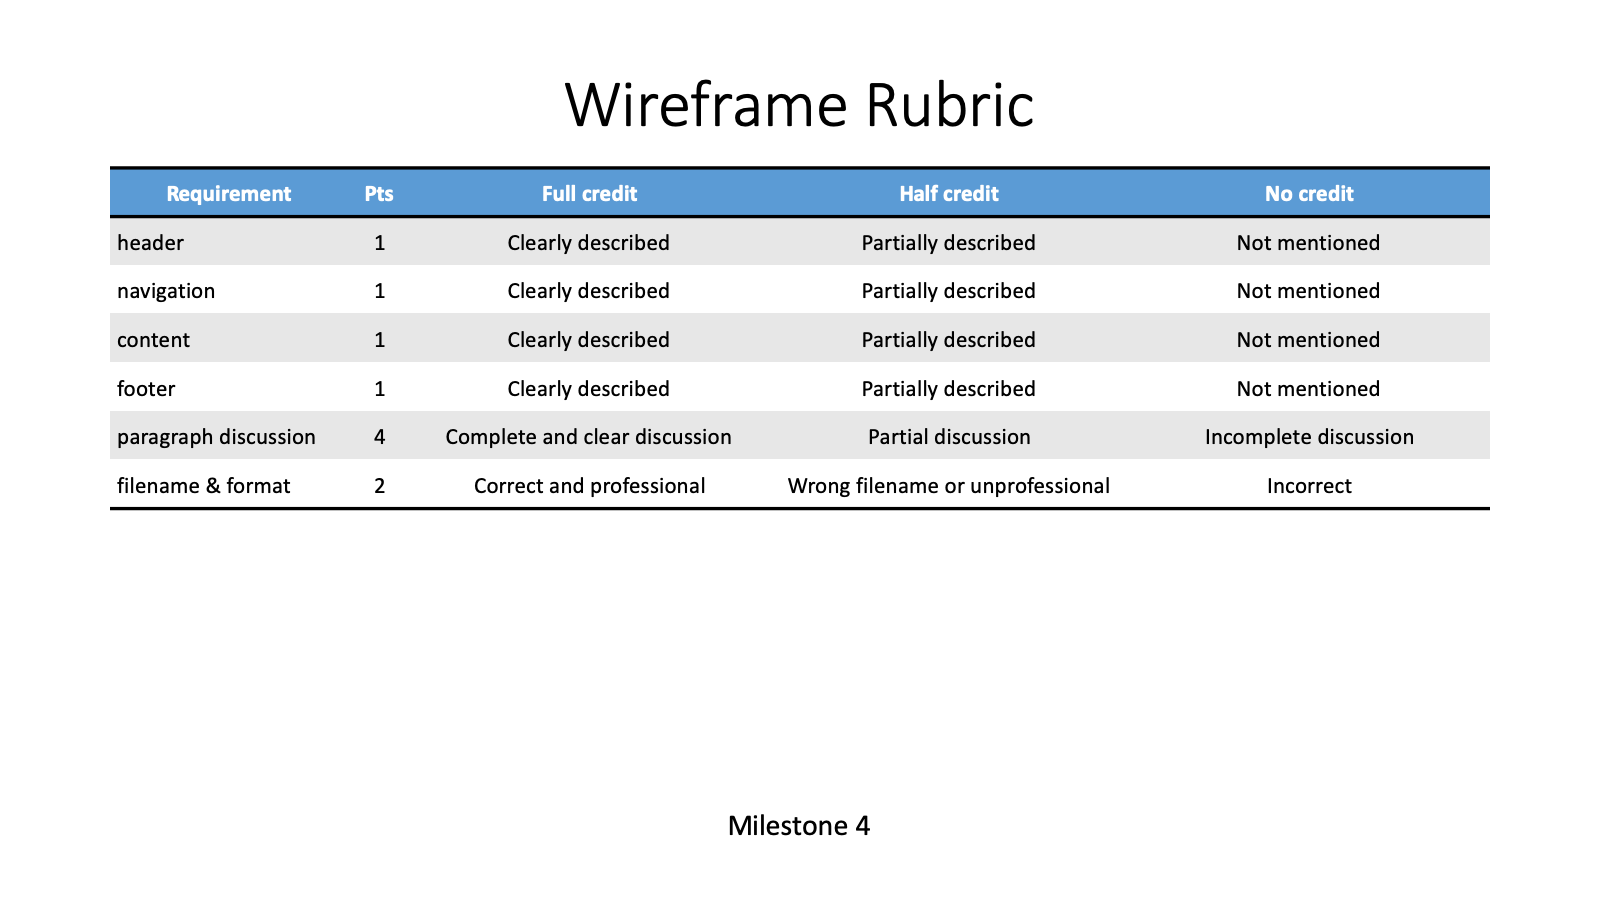 Wireframe Rubric
Requirement Pts Full credit Half credit No credit
header 1 Clearly described Partially described Not mentioned
navigation 1 Clearly described Partially described Not mentioned
content 1 Clearly described Partially described Not mentioned
footer 1 Clearly described Partially described Not mentioned
paragraph discussion 4 Complete and clear discussion Partial discussion Incomplete discussion
filename & format 2 Correct and professional Wrong filename or unprofessional Incorrect
Milestone 4